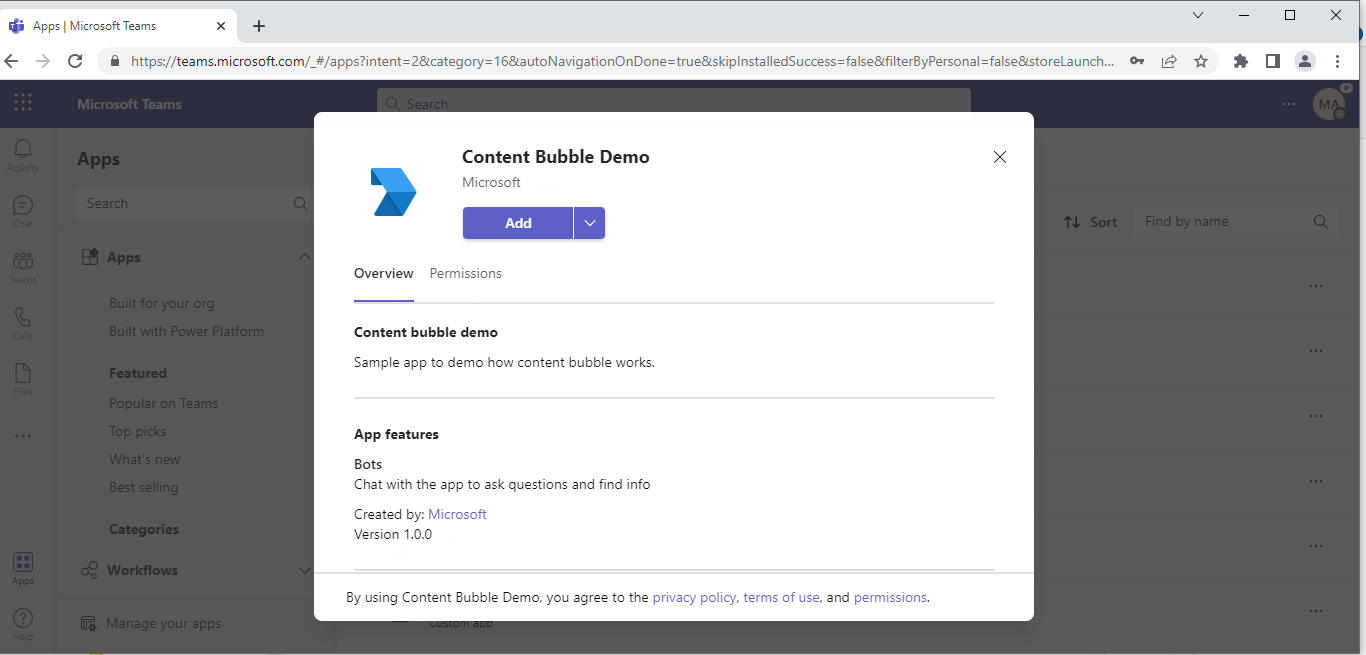 Apps | Microsoft Teams
https://teams.microsoft.com/_#/apps?intent=2&category=16&autoNavigationOnDone=true&skipInstalledSuccess=false&filterByPersonal=false&storeLaunch...
Microsoft Teams
Search
P
MA
Activity
Chat
Teams
Calls
Files
Apps
Help
Apps
Search
Apps
Built for your org
Built with Power Platform
Featured
Popular on Teams
Top picks
What's new
Best selling
Categories
Workflows
Manage your apps
Sort
Find by name
Content Bubble Demo
Microsoft
Add
Overview Permissions
Content bubble demo
Sample app to demo how content bubble works.
App features
Bots
Chat with the app to ask questions and find info
Created by: Microsoft
Version 1.0.0
By using Content Bubble Demo, you agree to the privacy policy, terms of use, and permissions.
Custom app